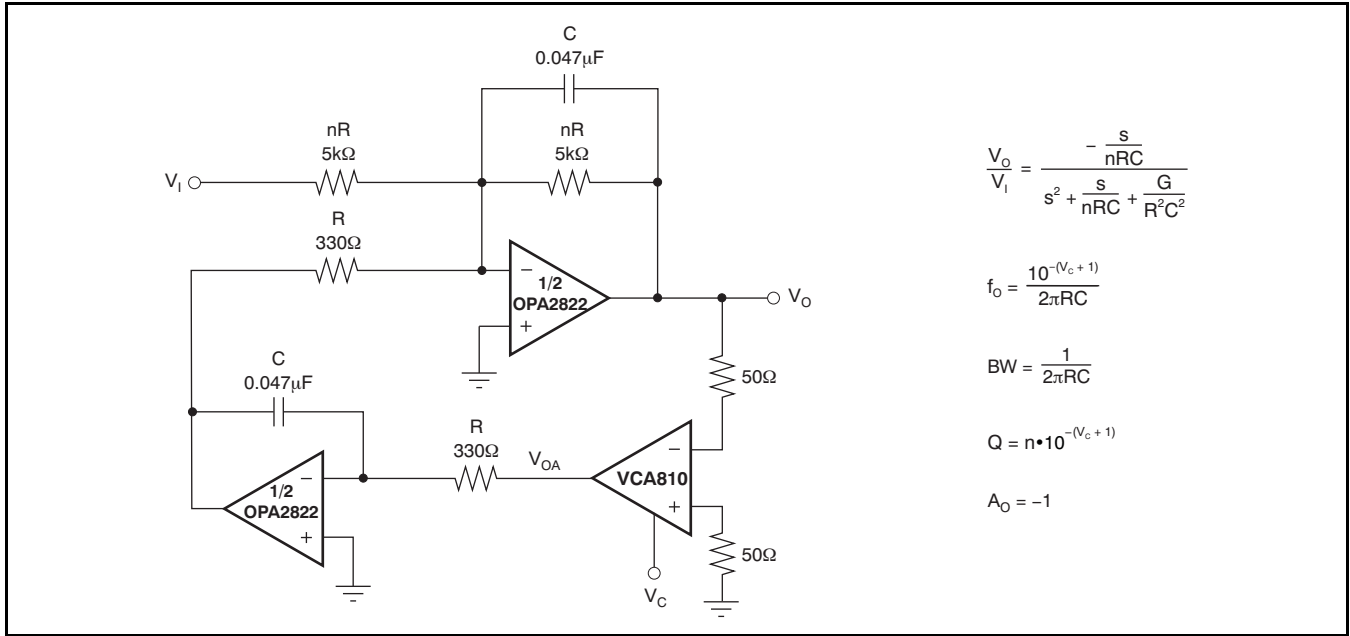 C
0.047μF
nR
5kΩ
nR
5kΩ
V_I
R
330Ω
−
1/2
OPA2822
+
V_O
50Ω
C
0.047μF
R
330Ω
V_OA
−
VCA810
+
−
1/2
OPA2822
+
50Ω
V_C
V_O/V_I = (− s/nRC)/(s² + s/nRC + G/R²C²)
f_O = 10^−(V_C + 1)/2πRC
BW = 1/2πRC
Q = n•10^−(V_C + 1)
A_O = −1